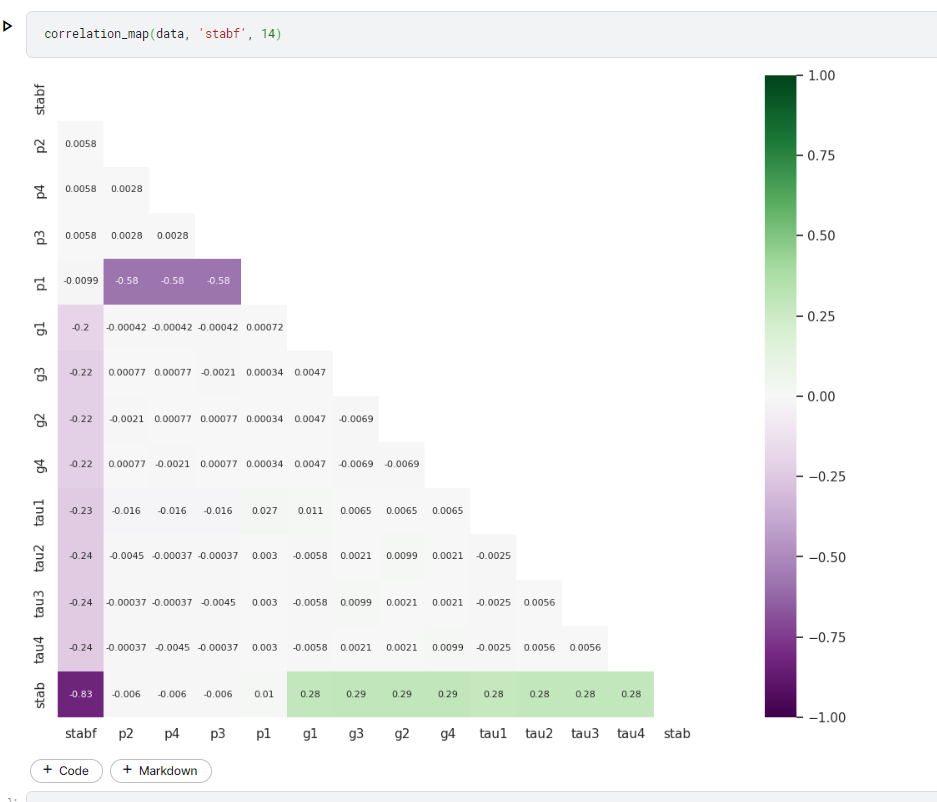 correlation_map(data, 'stabf', 14)
1.00
stabf
p2 0.0058
0.75
p4 0.0058 0.0028
p3 0.0058 0.0028 0.0028
0.50
p1 -0.0099 -0.58 -0.58 -0.58
g1 -0.2 -0.00042 -0.00042 -0.00042 0.00072
0.25
g3 -0.22 0.00077 0.00077 -0.0021 0.00034 0.0047
0.00
g2 -0.22 -0.0021 0.00077 0.00077 0.00034 0.0047 -0.0069
g4 -0.22 0.00077 -0.0021 0.00077 0.00034 0.0047 -0.0069 -0.0069
−0.25
tau1 -0.23 -0.016 -0.016 -0.016 0.027 0.011 0.0065 0.0065 0.0065
tau2 -0.24 -0.0045 -0.00037 -0.00037 0.003 -0.0058 0.0021 0.0099 0.0021 -0.0025
−0.50
tau3 -0.24 -0.00037 -0.00037 -0.0045 0.003 -0.0058 0.0099 0.0021 0.0021 -0.0025 0.0056
−0.75
tau4 -0.24 -0.00037 -0.0045 -0.00037 0.003 -0.0058 0.0021 0.0021 0.0099 -0.0025 0.0056 0.0056
stab -0.83 -0.006 -0.006 -0.006 0.01 0.28 0.29 0.29 0.29 0.28 0.28 0.28 0.28
−1.00
stabf p2 p4 p3 p1 g1 g3 g2 g4 tau1 tau2 tau3 tau4 stab
+ Code + Markdown